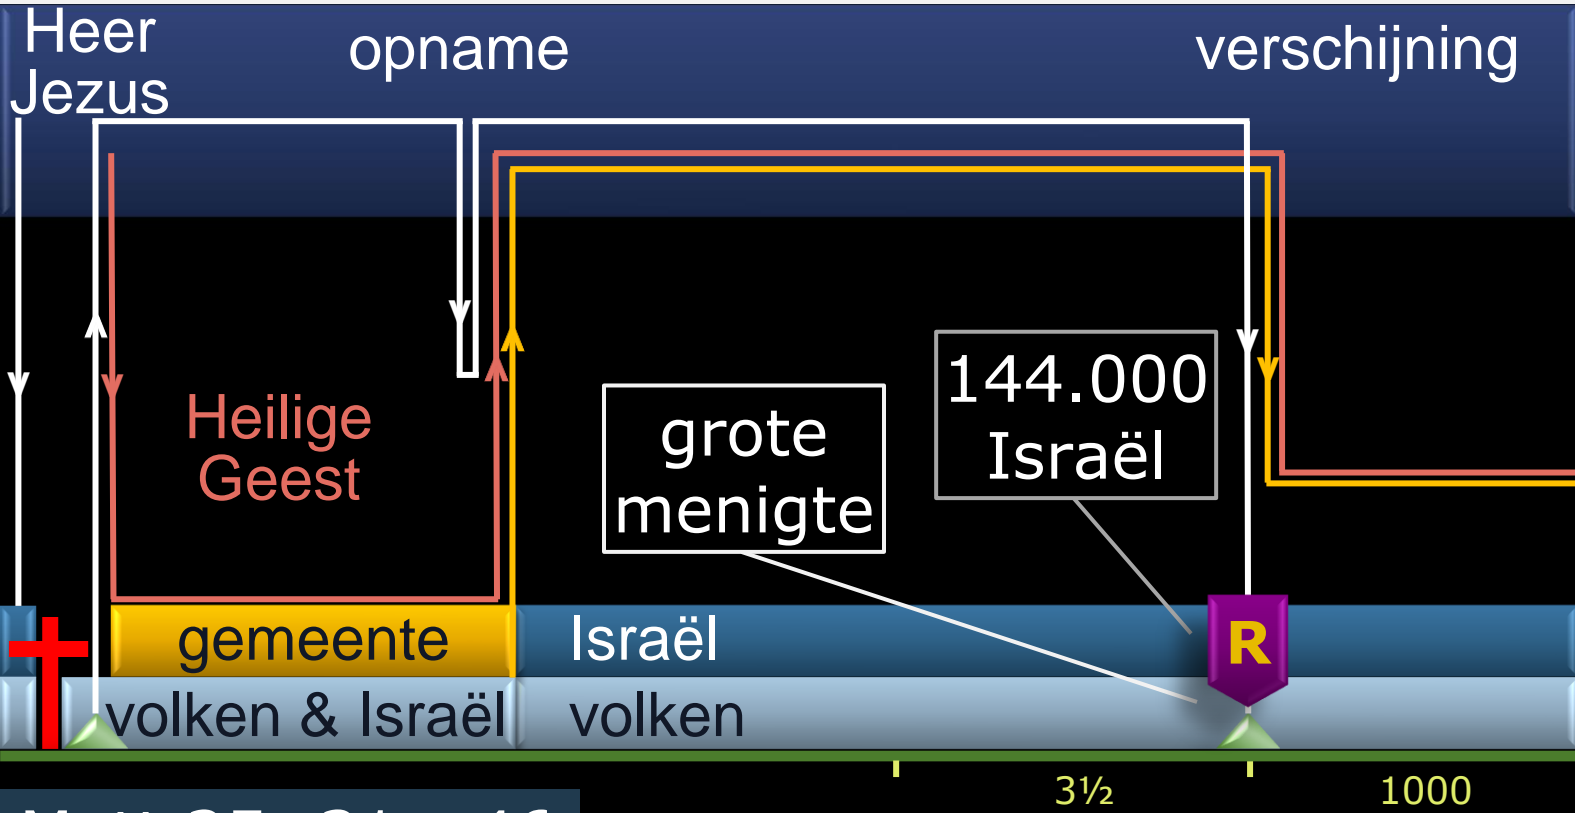 Heer
Jezus
opname
verschijning
Heilige
Geest
grote
menigte
144.000
Israël
gemeente
Israël
R
volken & Israël
volken
3½
1000